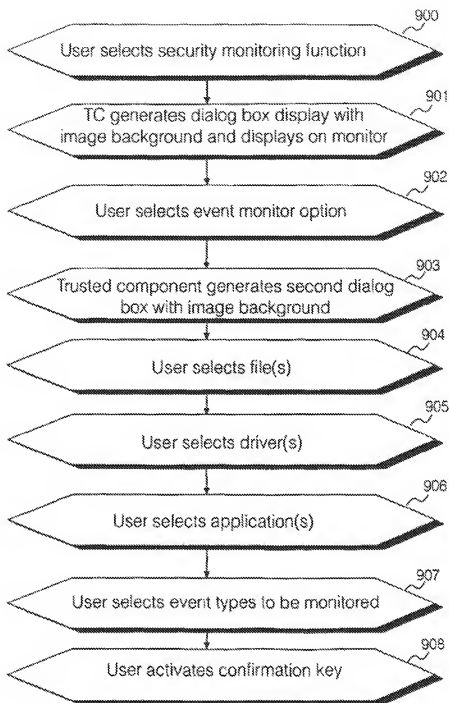 900
User selects security monitoring function
901
TC generates dialog box display with
image background and displays on monitor
902
User selects event monitor option
903
Trusted component generates second dialog
box with image background
904
User selects file(s)
905
User selects driver(s)
906
User selects application(s)
907
User selects event types to be monitored
908
User activates confirmation key